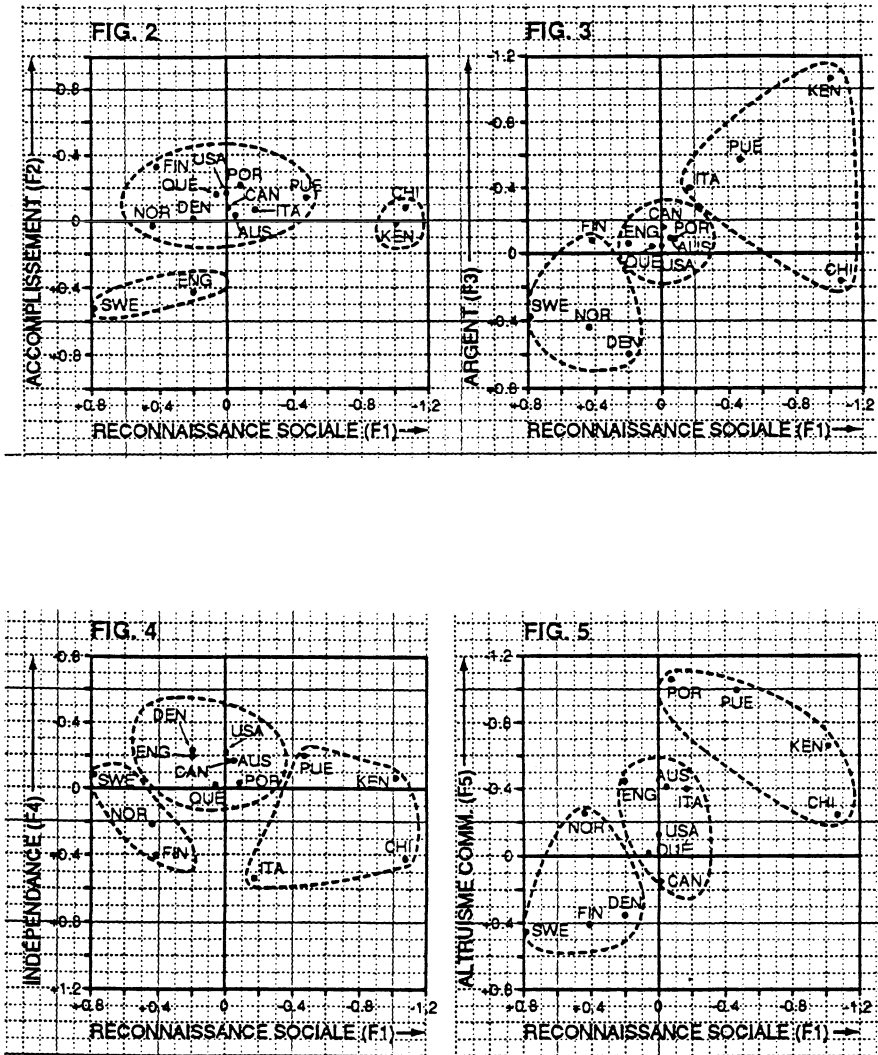 FIG. 2
-0.8
-0.4
0
+0.4
+0.8
ACCOMPLISSEMENT (F2)
FIN
USA
POR
QUE
CAN
PUE
NOR
DEN
ITA
AUS
CHI
KEN
ENG
SWE
+0.8
+0.4
0
-0.4
-0.8
-1.2
RECONNAISSANCE SOCIALE (F1)
FIG. 3
-1.2
-0.8
-0.4
0
+0.4
+0.8
ARGENT (F3)
KEN
PUE
ITA
CAN
FIN
ENG
POR
AUS
QUE
USA
CHI
SWE
NOR
DEN
+0.8
+0.4
0
-0.4
-0.8
-1.2
RECONNAISSANCE SOCIALE (F1)
FIG. 4
-0.8
-0.4
0
+0.4
+0.8
+1.2
INDÉPENDANCE (F4)
DEN
USA
ENG
CAN
AUS
PUE
SWE
POR
KEN
QUE
NOR
FIN
CHI
ITA
+0.8
+0.4
0
-0.4
-0.8
-1.2
RECONNAISSANCE SOCIALE (F1)
FIG. 5
-1.2
-0.8
-0.4
0
+0.4
+0.8
ALTRUISME COMM. (F5)
POR
PUE
KEN
AUS
ENG
ITA
CHI
NOR
USA
QUE
CAN
DEN
FIN
SWE
+0.8
+0.4
0
-0.4
-0.8
-1.2
RECONNAISSANCE SOCIALE (F1)